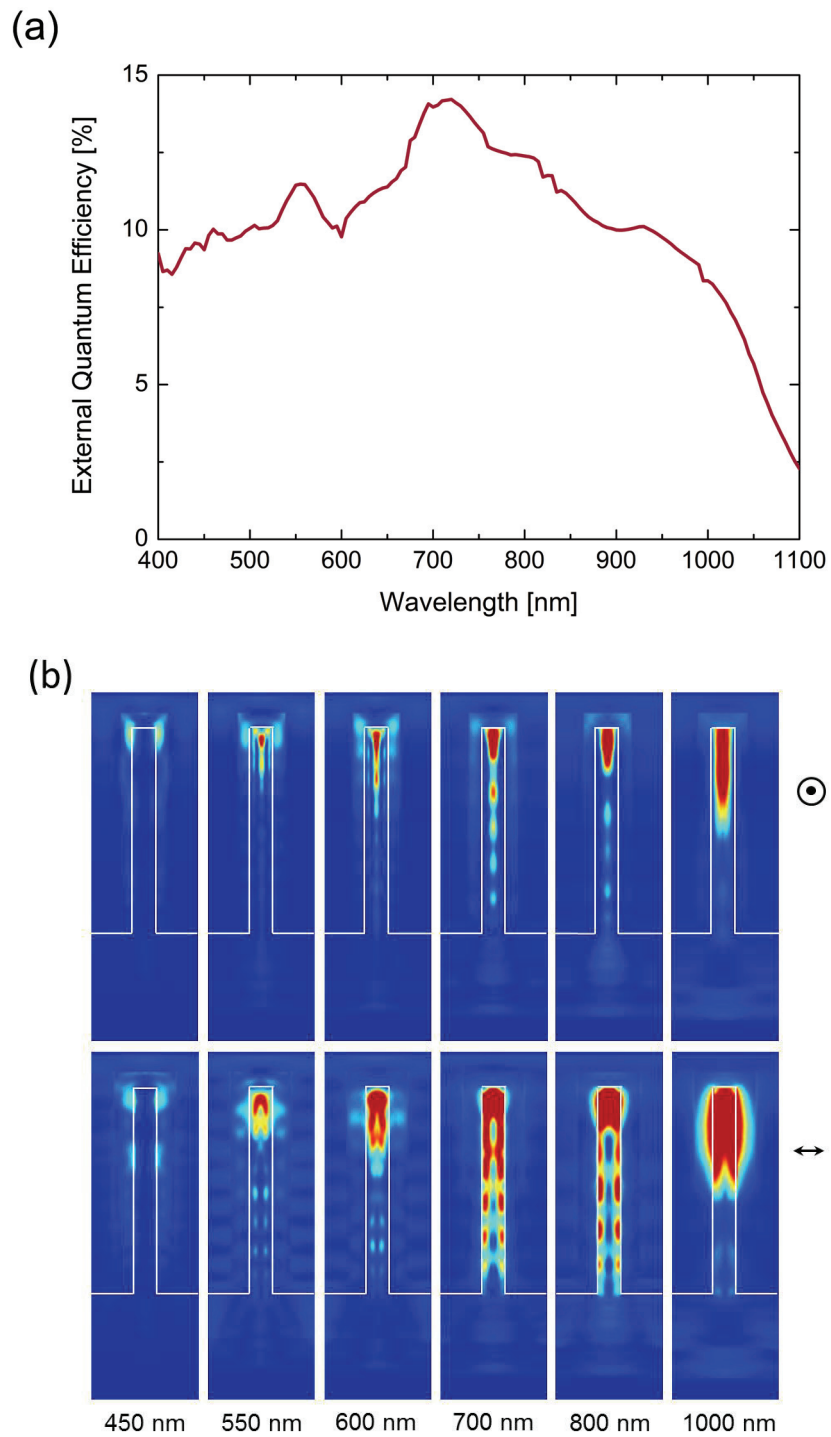 (a)
External Quantum Efficiency [%]
15
10
5
0
400 500 600 700 800 900 1000 1100
Wavelength [nm]
(b)
450 nm 550 nm 600 nm 700 nm 800 nm 1000 nm